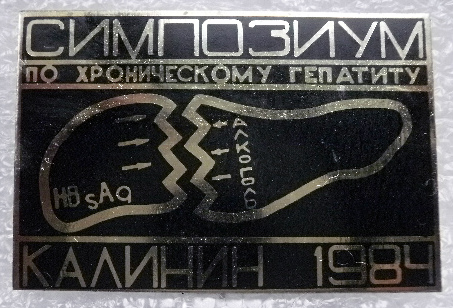 СИМПОЗИУМ
ПО ХРОНИЧЕСКОМУ ГЕПАТИТУ
HBsAg
АЛКОГОЛЬ
КАЛИНИН 1984